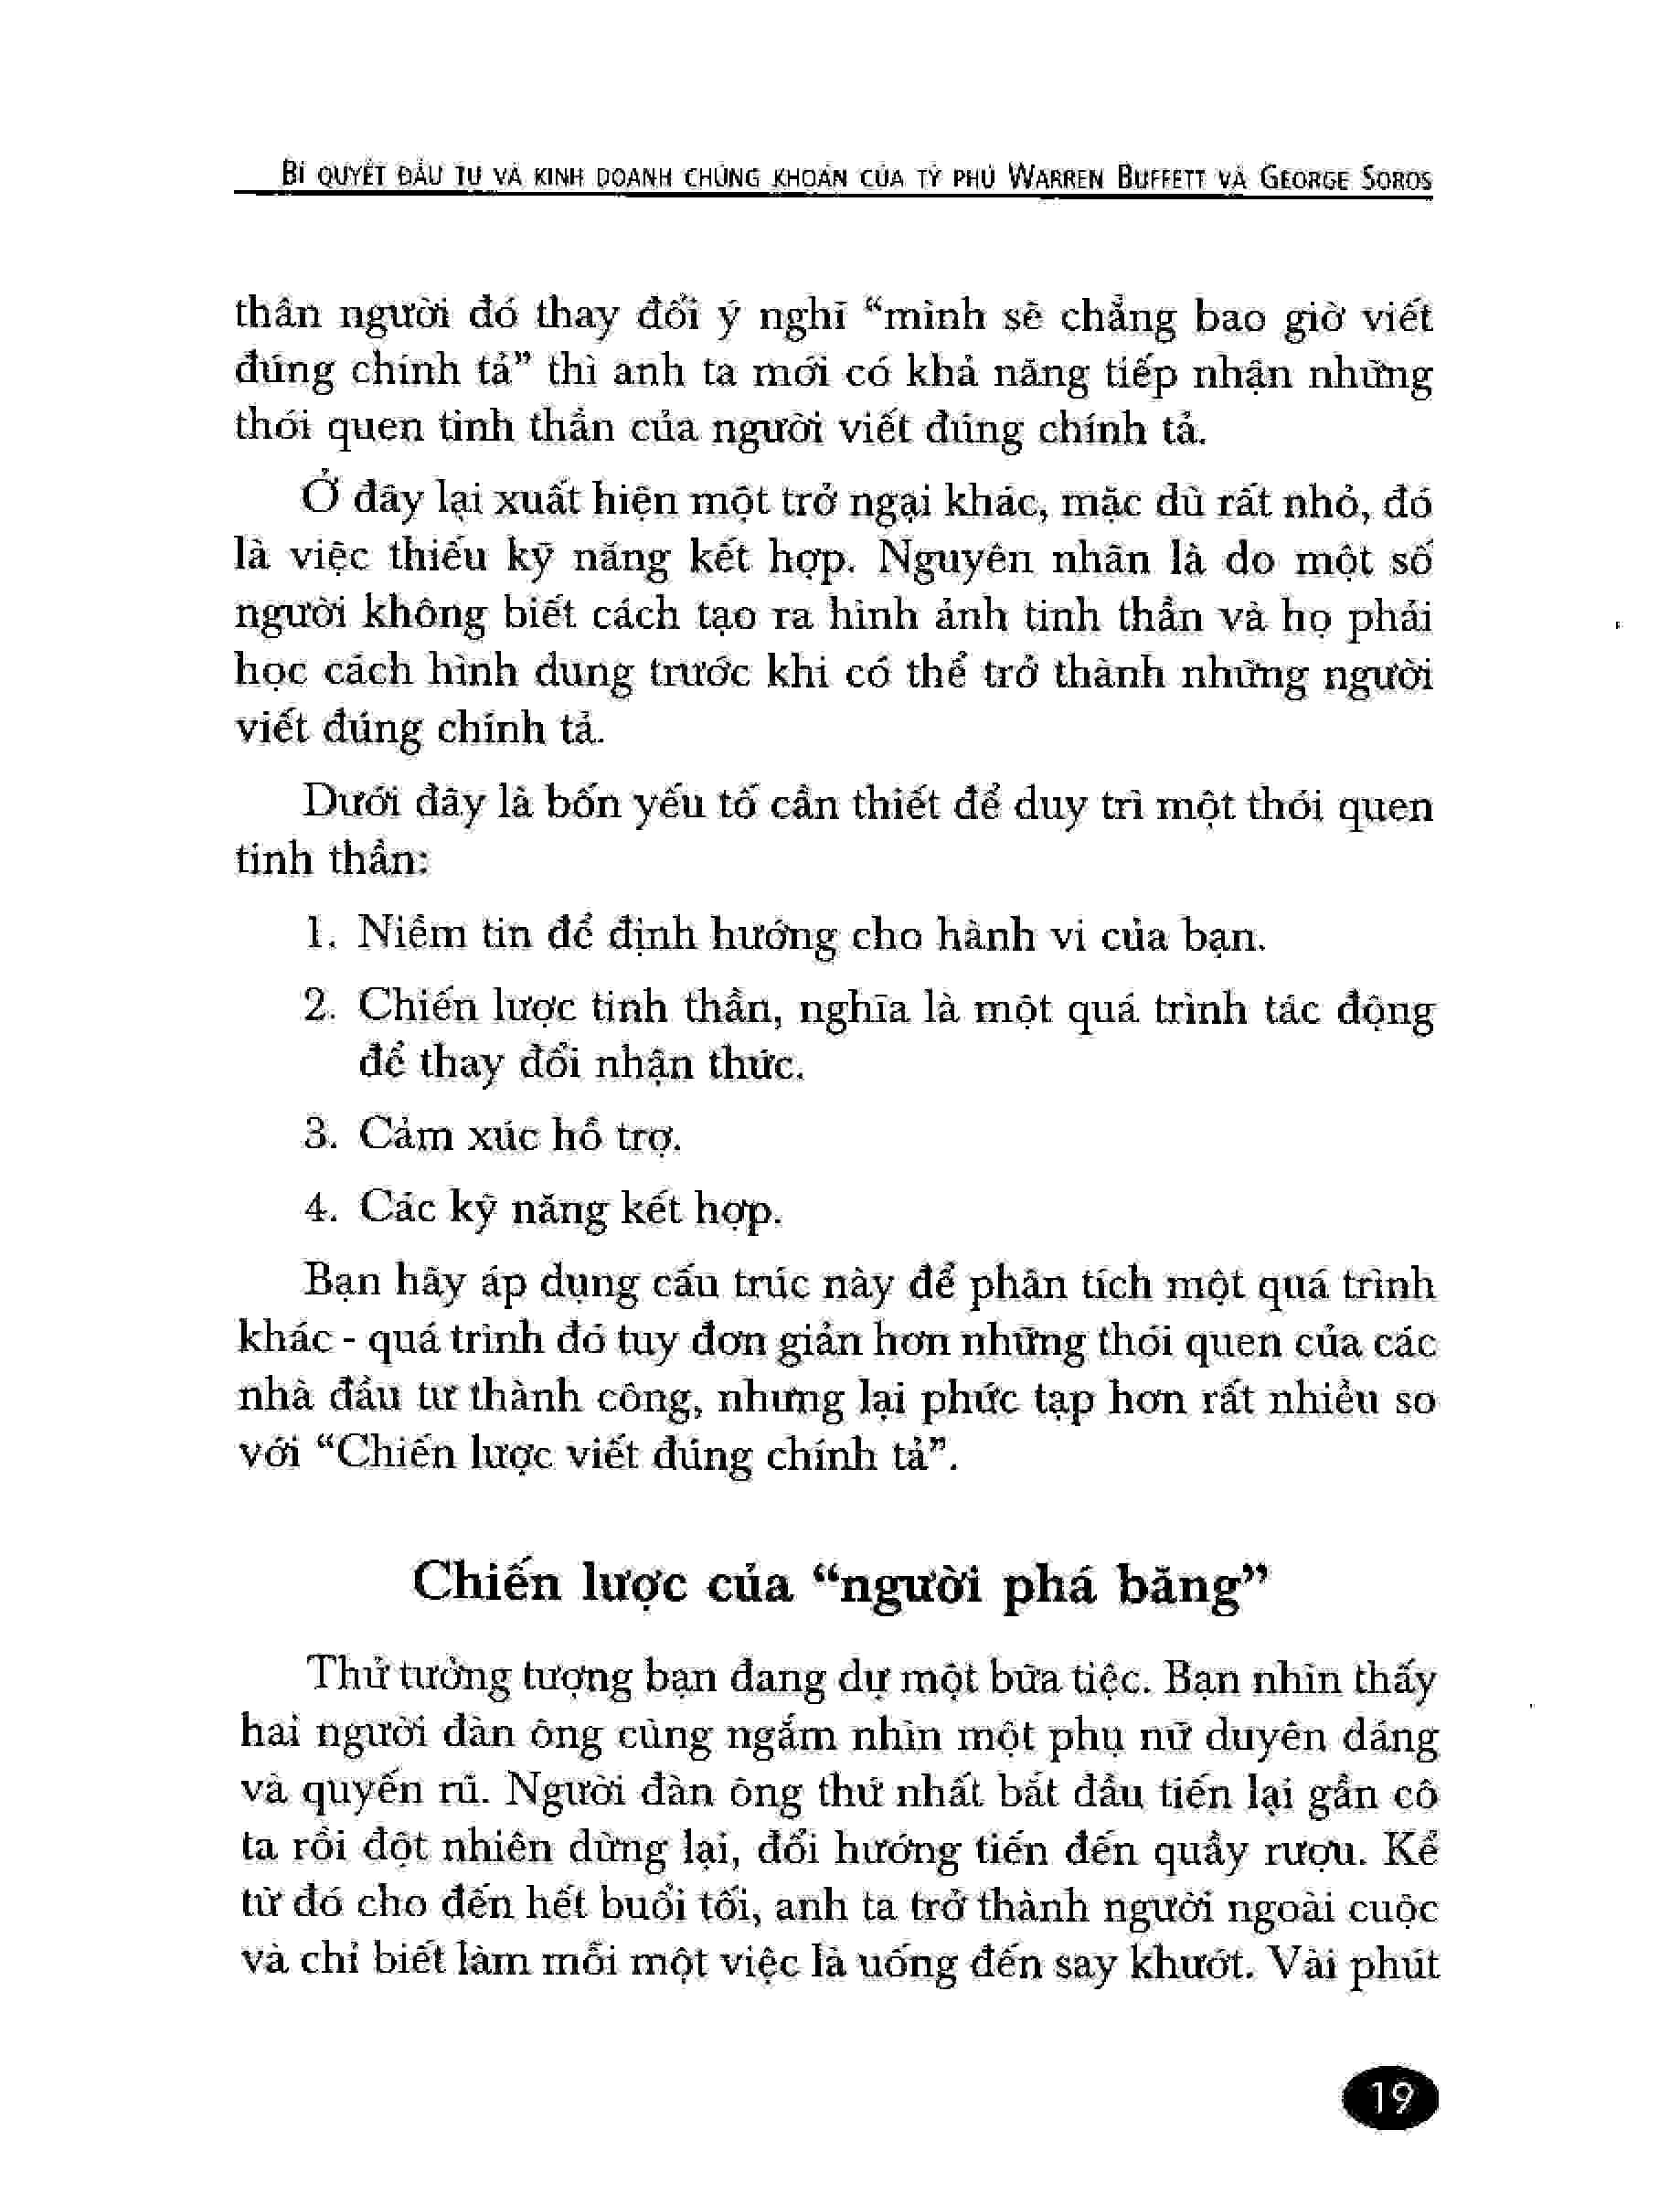 BÍ QUYẾT ĐẦU TƯ VÀ KINH DOANH CHỨNG KHOÁN CỦA TỶ PHÚ WARREN BUFFETT VÀ GEORGE SOROS
thân người đó thay đổi ý nghĩ “mình sẽ chẳng bao giờ viết
đúng chính tả” thì anh ta mới có khả năng tiếp nhận những
thói quen tinh thần của người viết đúng chính tả.
Ở đây lại xuất hiện một trở ngại khác, mặc dù rất nhỏ, đó
là việc thiếu kỹ năng kết hợp. Nguyên nhân là do một số
người không biết cách tạo ra hình ảnh tinh thần và họ phải
học cách hình dung trước khi có thể trở thành những người
viết đúng chính tả.
Dưới đây là bốn yếu tố cần thiết để duy trì một thói quen
tinh thần:
1. Niềm tin để định hướng cho hành vi của bạn.
2. Chiến lược tinh thần, nghĩa là một quá trình tác động
để thay đổi nhận thức.
3. Cảm xúc hỗ trợ.
4. Các kỹ năng kết hợp.
Bạn hãy áp dụng cấu trúc này để phân tích một quá trình
khác - quá trình đó tuy đơn giản hơn những thói quen của các
nhà đầu tư thành công, nhưng lại phức tạp hơn rất nhiều so
với “Chiến lược viết đúng chính tả”.
Chiến lược của “người phá băng”
Thử tưởng tượng bạn đang dự một bữa tiệc. Bạn nhìn thấy
hai người đàn ông cùng ngắm nhìn một phụ nữ duyên dáng
và quyến rũ. Người đàn ông thứ nhất bắt đầu tiến lại gần cô
ta rồi đột nhiên dừng lại, đổi hướng tiến đến quầy rượu. Kể
từ đó cho đến hết buổi tối, anh ta trở thành người ngoài cuộc
và chỉ biết làm mỗi một việc là uống đến say khướt. Vài phút
19